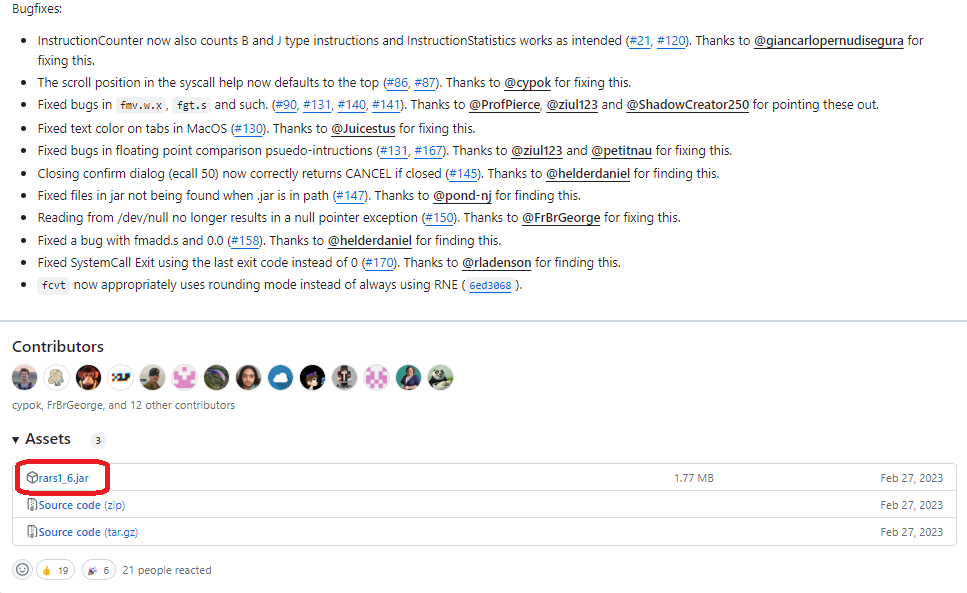 Bugfixes:
InstructionCounter now also counts B and J type instructions and InstructionStatistics works as intended (#21, #120). Thanks to @giancarlopernudisegura for
fixing this.
The scroll position in the syscall help now defaults to the top (#86, #87). Thanks to @cypok for fixing this.
Fixed bugs in fmv.w.x, fgt.s and such. (#90, #131, #140, #141). Thanks to @ProfPierce, @ziul123 and @ShadowCreator250 for pointing these out.
Fixed text color on tabs in MacOS (#130). Thanks to @Juicestus for fixing this.
Fixed bugs in floating point comparison psuedo-intructions (#131, #167). Thanks to @ziul123 and @petitnau for fixing this.
Closing confirm dialog (ecall 50) now correctly returns CANCEL if closed (#145). Thanks to @helderdaniel for finding this.
Fixed files in jar not being found when .jar is in path (#147). Thanks to @pond-nj for finding this.
Reading from /dev/null no longer results in a null pointer exception (#150). Thanks to @FrBrGeorge for fixing this.
Fixed a bug with fmadd.s and 0.0 (#158). Thanks to @helderdaniel for finding this.
Fixed SystemCall Exit using the last exit code instead of 0 (#170). Thanks to @rladenson for finding this.
fcvt now appropriately uses rounding mode instead of always using RNE (6ed3068).
Contributors
cypok, FrBrGeorge, and 12 other contributors
Assets 3
rars1_6.jar 1.77 MB Feb 27, 2023
Source code (zip) Feb 27, 2023
Source code (tar.gz) Feb 27, 2023
19 6 21 people reacted